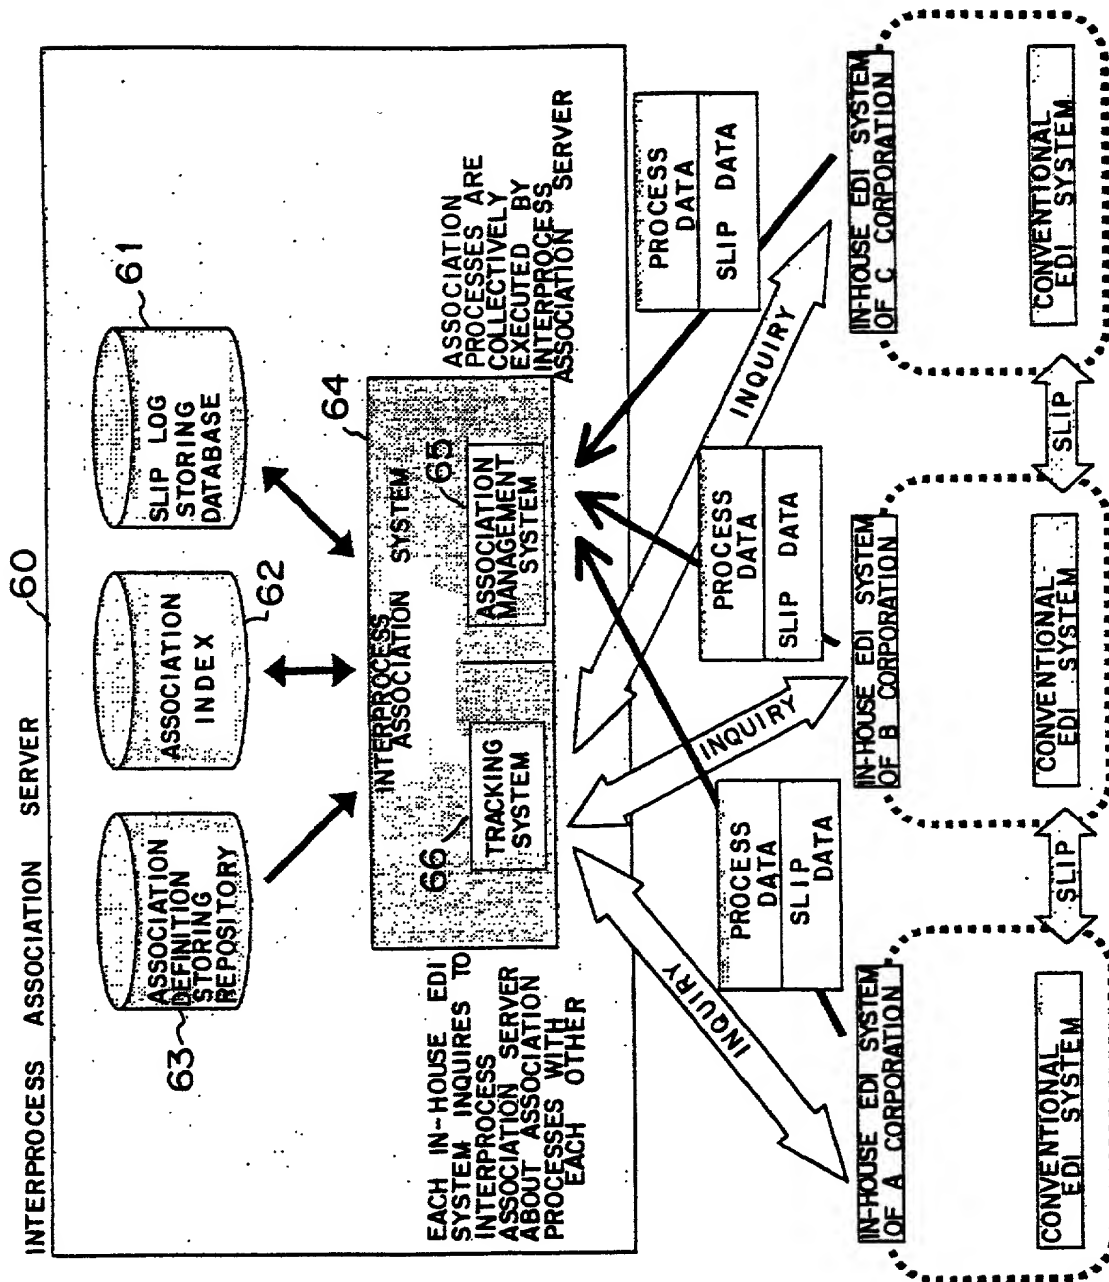 INTERPROCESS ASSOCIATION SERVER
60
ASSOCIATION
DEFINITION
STORING
REPOSITORY
63
ASSOCIATION
INDEX
62
SLIP LOG
STORING
DATABASE
61
INTERPROCESS
ASSOCIATION SYSTEM
64
66
TRACKING
SYSTEM
65
ASSOCIATION
MANAGEMENT
SYSTEM
EACH IN-HOUSE EDI
SYSTEM INQUIRES TO
INTERPROCESS
ASSOCIATION SERVER
ABOUT ASSOCIATION
PROCESSES WITH
EACH OTHER
ASSOCIATION
PROCESSES ARE
COLLECTIVELY
EXECUTED BY
INTERPROCESS
ASSOCIATION SERVER
INQUIRY
PROCESS
DATA
SLIP
DATA
INQUIRY
PROCESS
DATA
SLIP DATA
INQUIRY
PROCESS
DATA
SLIP DATA
IN-HOUSE EDI SYSTEM
OF A CORPORATION
CONVENTIONAL
EDI SYSTEM
SLIP
IN-HOUSE EDI SYSTEM
OF B CORPORATION
CONVENTIONAL
EDI SYSTEM
SLIP
IN-HOUSE EDI SYSTEM
OF C CORPORATION
CONVENTIONAL
EDI SYSTEM